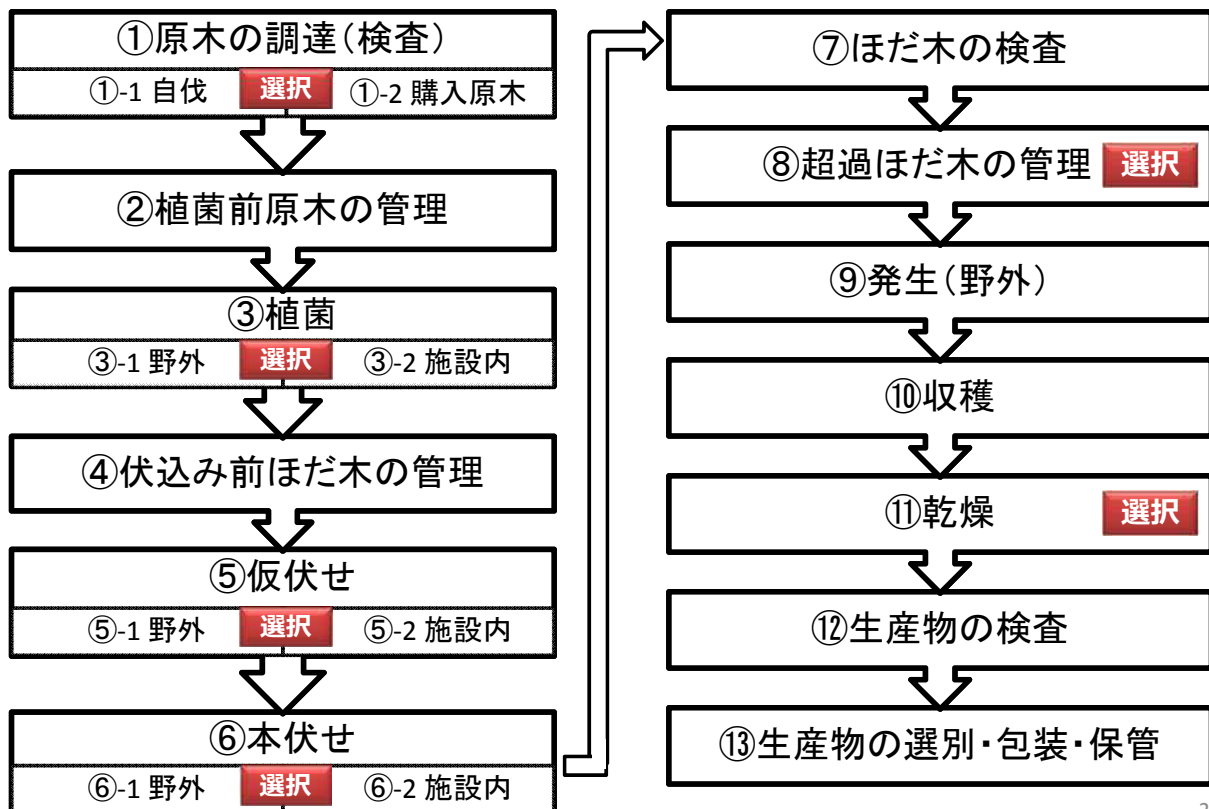 ①原木の調達(検査)
①-1 自伐 選択 ①-2 購入原木
②植菌前原木の管理
③植菌
③-1 野外 選択 ③-2 施設内
④伏込み前ほだ木の管理
⑤仮伏せ
⑤-1 野外 選択 ⑤-2 施設内
⑥本伏せ
⑥-1 野外 選択 ⑥-2 施設内
⑦ほだ木の検査
⑧超過ほだ木の管理 選択
⑨発生(野外)
⑩収穫
⑪乾燥 選択
⑫生産物の検査
⑬生産物の選別・包装・保管